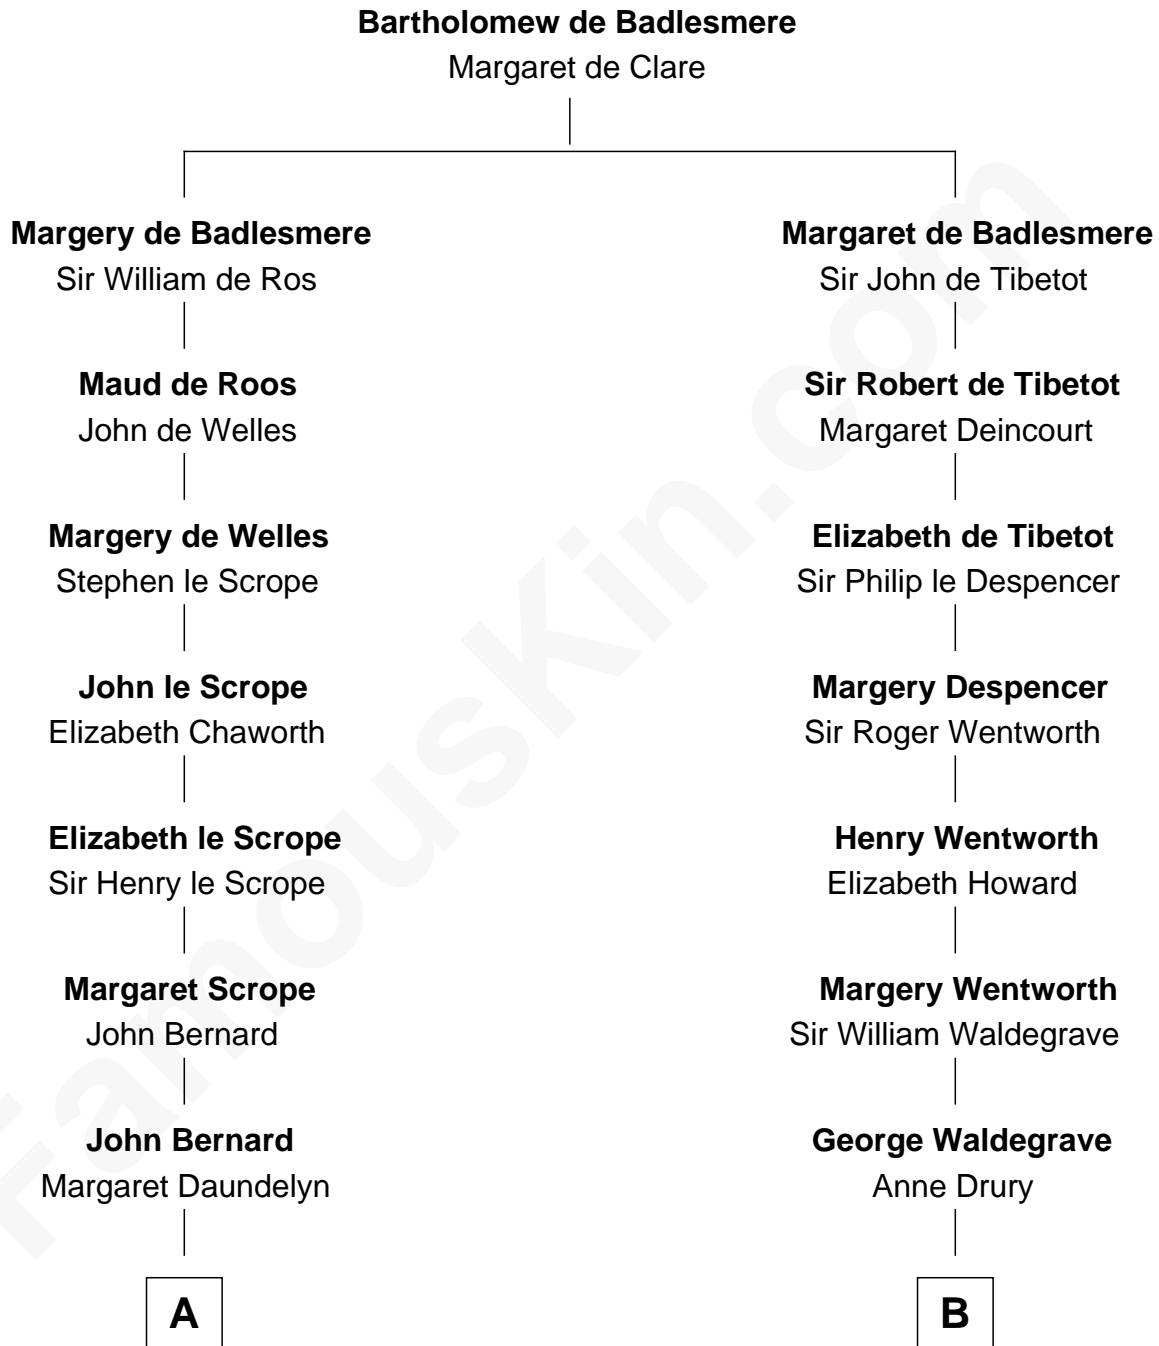 Bartholomew de Badlesmere
Margaret de Clare
Margery de Badlesmere
Sir William de Ros
Margaret de Badlesmere
Sir John de Tibetot
Maud de Roos
John de Welles
Sir Robert de Tibetot
Margaret Deincourt
Margery de Welles
Stephen le Scrope
Elizabeth de Tibetot
Sir Philip le Despencer
John le Scrope
Elizabeth Chaworth
Margery Despencer
Sir Roger Wentworth
Elizabeth le Scrope
Sir Henry le Scrope
Henry Wentworth
Elizabeth Howard
Margaret Scrope
John Bernard
Margery Wentworth
Sir William Waldegrave
John Bernard
Margaret Daundelyn
George Waldegrave
Anne Drury
A
B
FamousKin.com